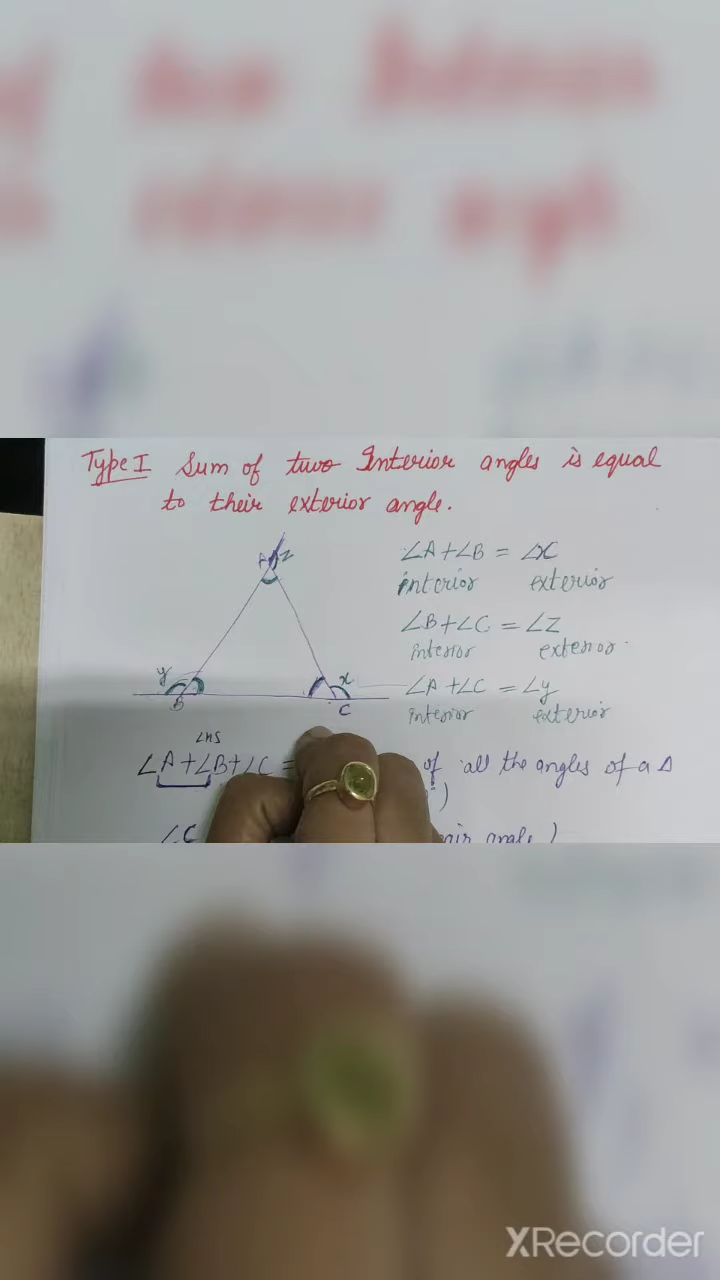 Type I Sum of two Interior angles is equal
to their exterior angle.
A Z
∠A+∠B = ∠x
interior exterior
∠B+∠C = ∠Z
interior exterior
y x
∠A+∠C = ∠y
B C
interior exterior
∠A+∠B+∠C = of all the angles of a Δ
)
∠C angle)
XRecorder